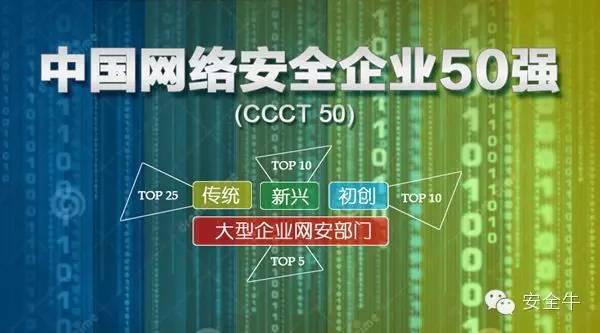 中国网络安全企业50强
(CCCT 50)
TOP 10
TOP 25 传统 新兴 初创 TOP 10
大型企业网安部门
TOP 5
安全牛